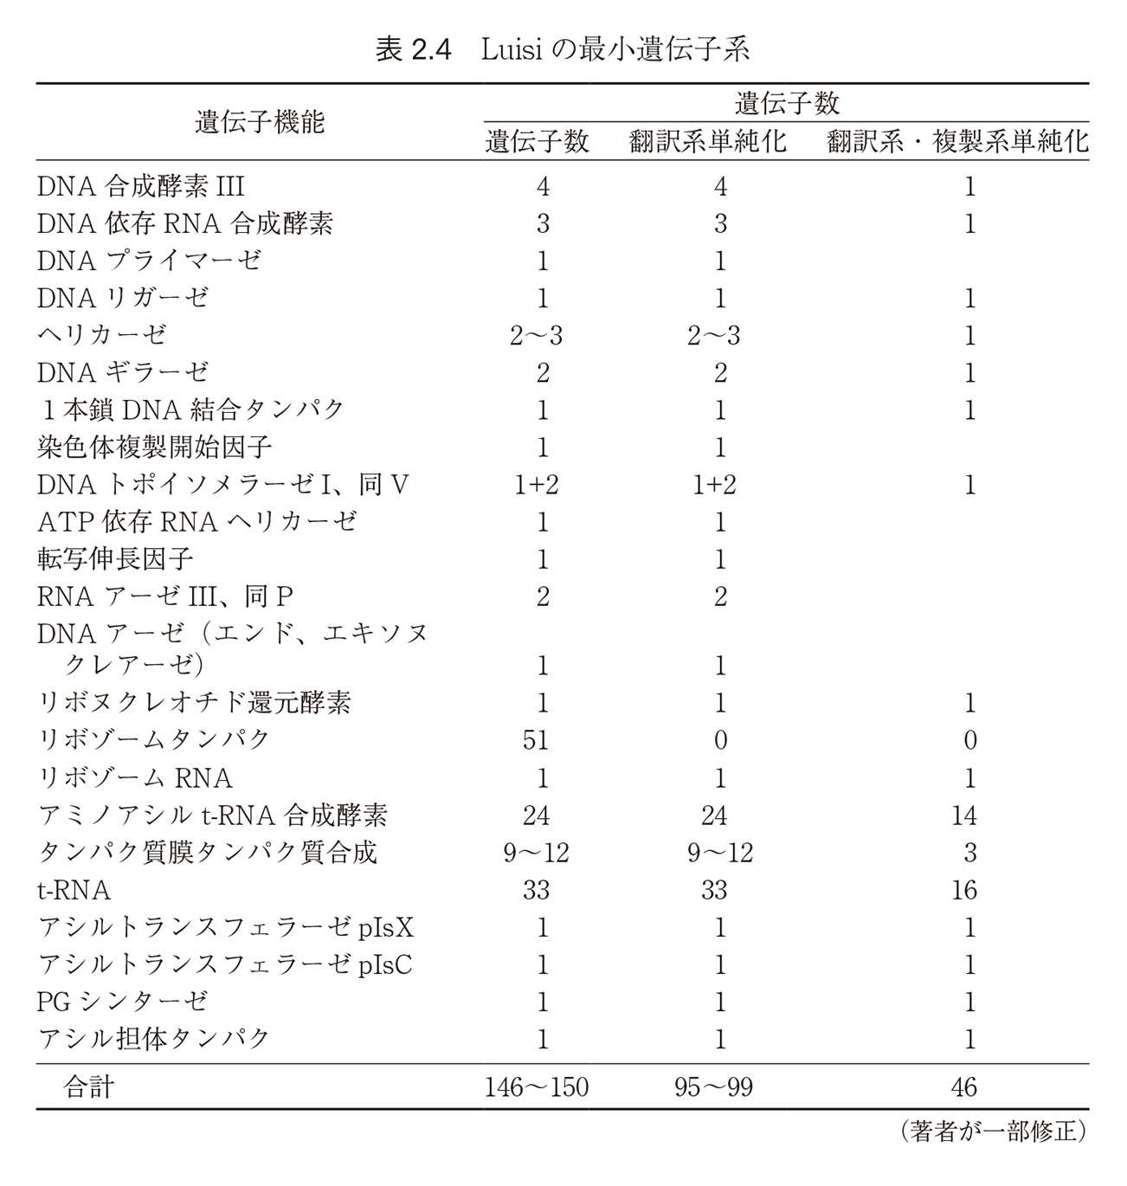 表 2.4 Luisi の最小遺伝子系
遺伝子機能 遺伝子数
遺伝子数 翻訳系単純化 翻訳系・複製系単純化
DNA 合成酵素 III 4 4 1
DNA 依存 RNA 合成酵素 3 3 1
DNA プライマーゼ 1 1
DNA リガーゼ 1 1 1
ヘリカーゼ 2〜3 2〜3 1
DNA ギラーゼ 2 2 1
1 本鎖 DNA 結合タンパク 1 1 1
染色体複製開始因子 1 1
DNA トポイソメラーゼ I、同 V 1+2 1+2 1
ATP 依存 RNA ヘリカーゼ 1 1
転写伸長因子 1 1
RNA アーゼ III、同 P 2 2
DNA アーゼ（エンド、エキソヌ
クレアーゼ） 1 1
リボヌクレオチド還元酵素 1 1 1
リボゾームタンパク 51 0 0
リボゾーム RNA 1 1 1
アミノアシル t-RNA 合成酵素 24 24 14
タンパク質膜タンパク質合成 9〜12 9〜12 3
t-RNA 33 33 16
アシルトランスフェラーゼ pIsX 1 1 1
アシルトランスフェラーゼ pIsC 1 1 1
PG シンターゼ 1 1 1
アシル担体タンパク 1 1 1
合計 146〜150 95〜99 46
（著者が一部修正）